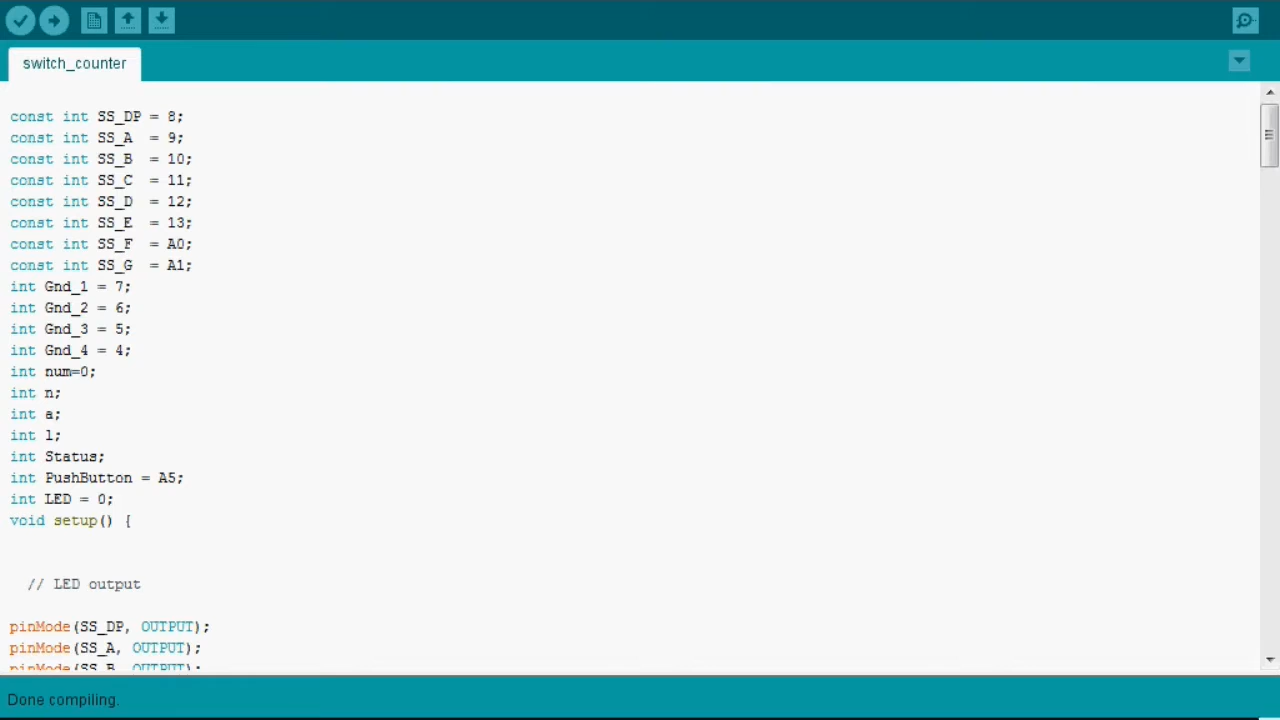 switch_counter
const int SS_DP = 8;
const int SS_A  = 9;
const int SS_B  = 10;
const int SS_C  = 11;
const int SS_D  = 12;
const int SS_E  = 13;
const int SS_F  = A0;
const int SS_G  = A1;
int Gnd_1 = 7;
int Gnd_2 = 6;
int Gnd_3 = 5;
int Gnd_4 = 4;
int num=0;
int n;
int a;
int l;
int Status;
int PushButton = A5;
int LED = 0;
void setup() {
// LED output
pinMode(SS_DP, OUTPUT);
pinMode(SS_A, OUTPUT);
pinMode(SS_B, OUTPUT);
Done compiling.